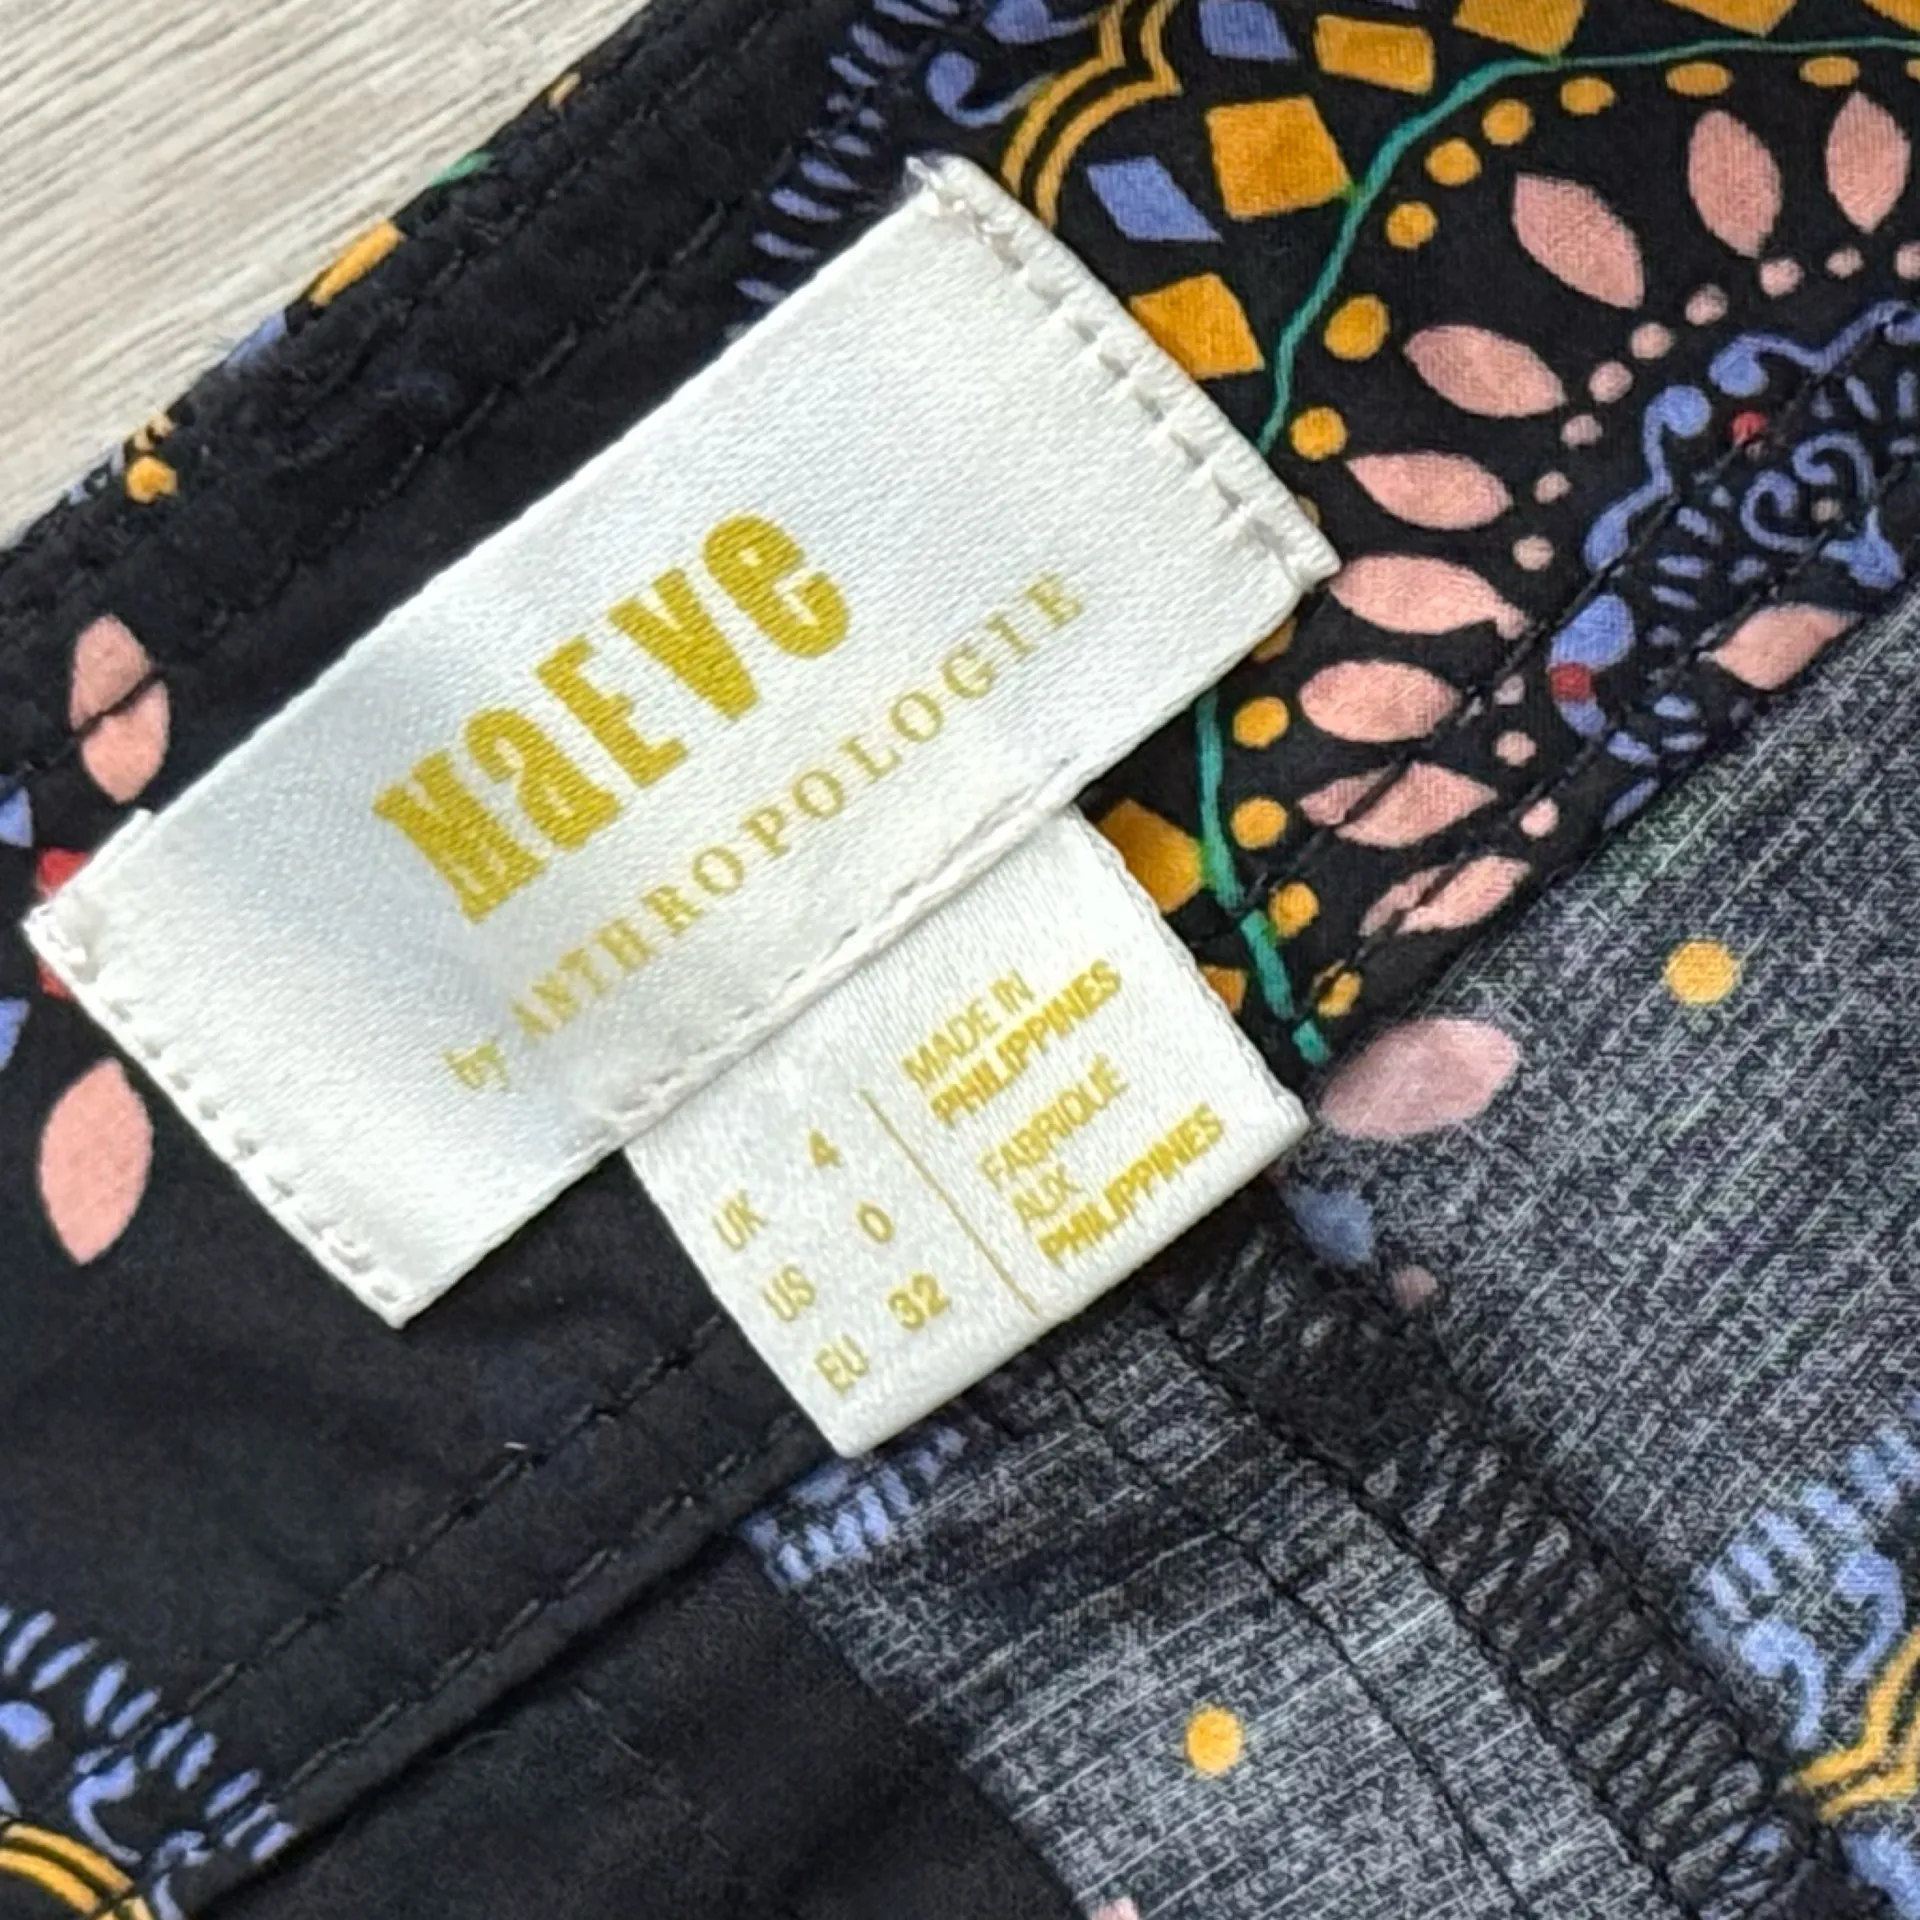 maeve
by ANTHROPOLOGIE
UK 4
US 0
EU 32
MADE IN
PHILIPPINES
FABRIQUÉ
AUX
PHILIPPINES